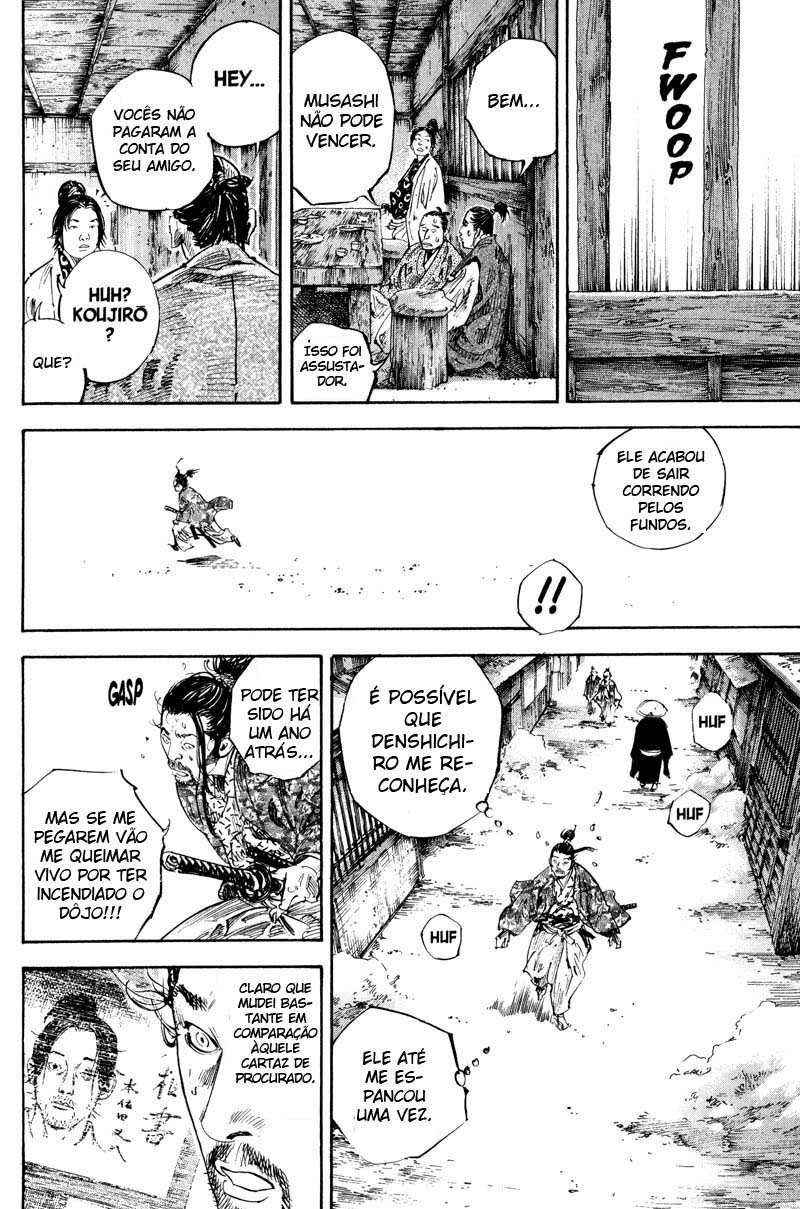 FWOOP
BEM...
MUSASHI
NÃO PODE
VENCER.
ISSO FOI
ASSUSTA-
DOR.
HEY...
VOCÊS NÃO
PAGARAM A
CONTA DO
SEU AMIGO.
HUH?
KOUJIRŌ
?
QUE?
ELE ACABOU
DE SAIR
CORRENDO
PELOS
FUNDOS.
!!
HUF
HUF
É POSSÍVEL
QUE
DENSHICHI-
RO ME RE-
CONHEÇA.
HUF
ELE ATÉ
ME ES-
PANCOU
UMA VEZ.
PODE TER
SIDO HÁ
UM ANO
ATRÁS...
GASP
MAS SE ME
PEGAREM VÃO
ME QUEIMAR
VIVO POR TER
INCENDIADO O
DÔJO!!!
CLARO QUE
MUDEI BAS-
TANTE EM
COMPARAÇÃO
ÀQUELE
CARTAZ DE
PROCURADO.